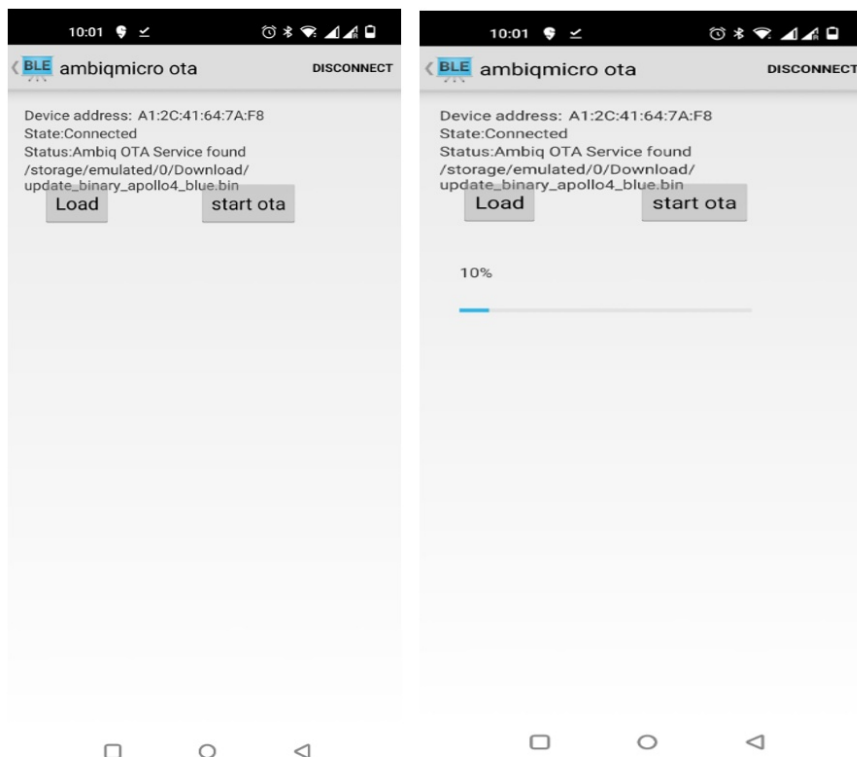 10:01
BLE ambiqmicro ota DISCONNECT
Device address: A1:2C:41:64:7A:F8
State:Connected
Status:Ambiq OTA Service found
/storage/emulated/0/Download/
update_binary_apollo4_blue.bin
Load start ota
10:01
BLE ambiqmicro ota DISCONNECT
Device address: A1:2C:41:64:7A:F8
State:Connected
Status:Ambiq OTA Service found
/storage/emulated/0/Download/
update_binary_apollo4_blue.bin
Load start ota
10%